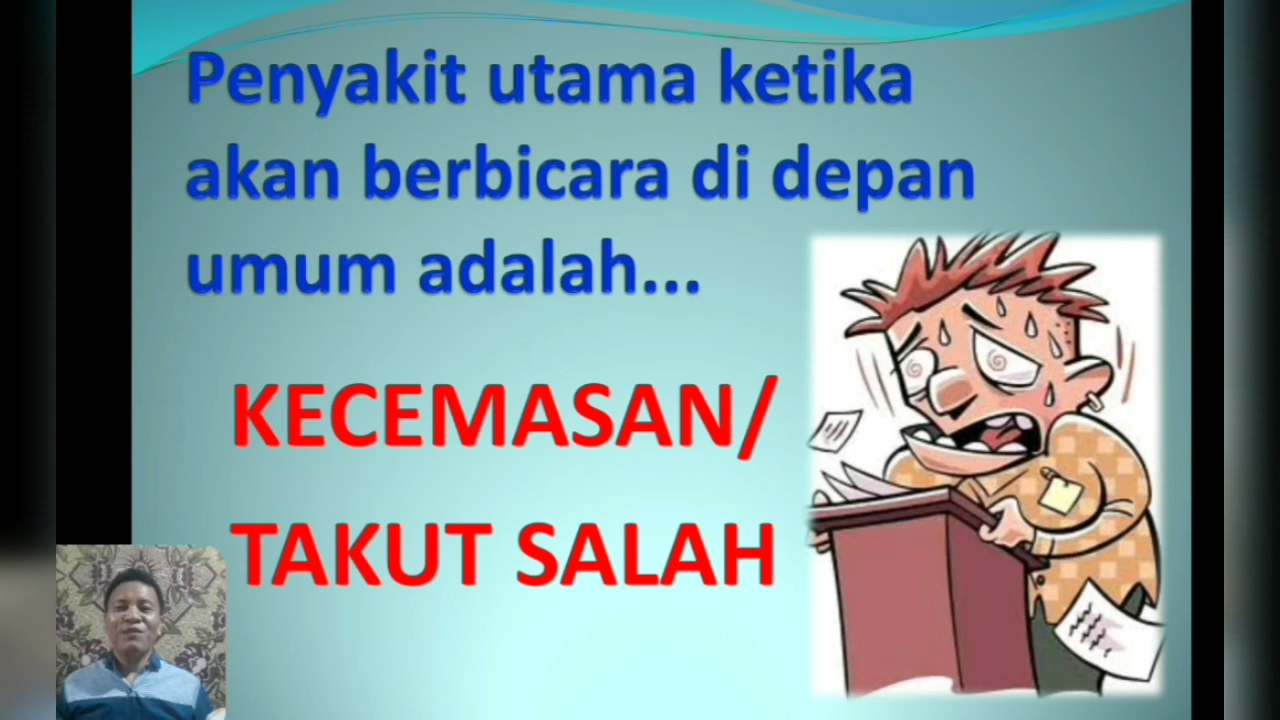 Penyakit utama ketika
akan berbicara di depan
umum adalah...
KECEMASAN/
TAKUT SALAH